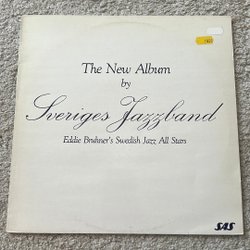 The New Album
by
Sveriges Jazzband
Eddie Bruhner's Swedish Jazz All Stars
SAS